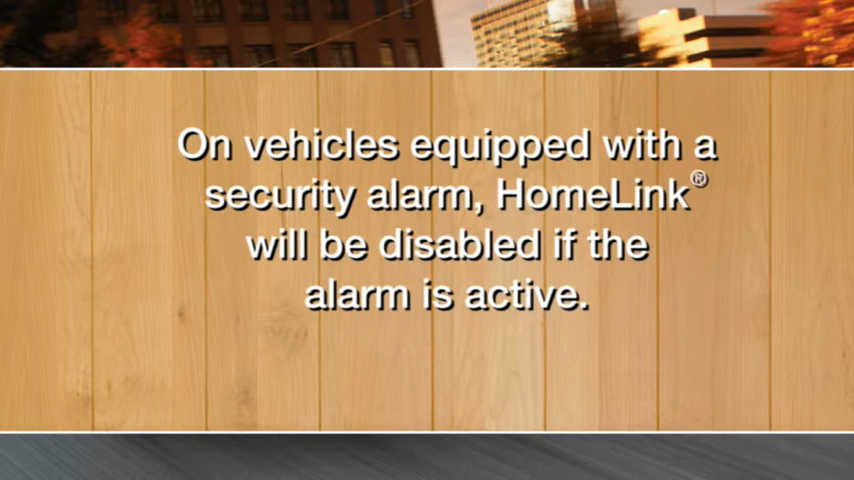 On vehicles equipped with a
security alarm, HomeLink®
will be disabled if the
alarm is active.